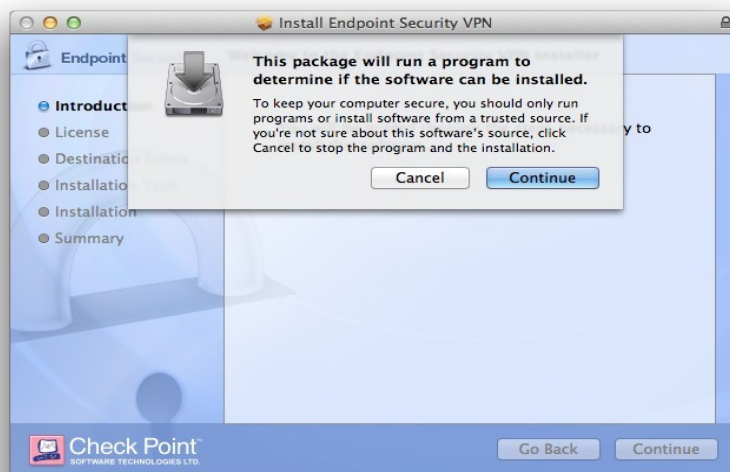 Install Endpoint Security VPN
Endpoint
This package will run a program to
determine if the software can be installed.
To keep your computer secure, you should only run
programs or install software from a trusted source. If
you're not sure about this software's source, click
Cancel to stop the program and the installation.
Cancel
Continue
y to
Introduct
License
Destinatio
Installatio
Installation
Summary
Check Point™
SOFTWARE TECHNOLOGIES LTD.
Go Back
Continue